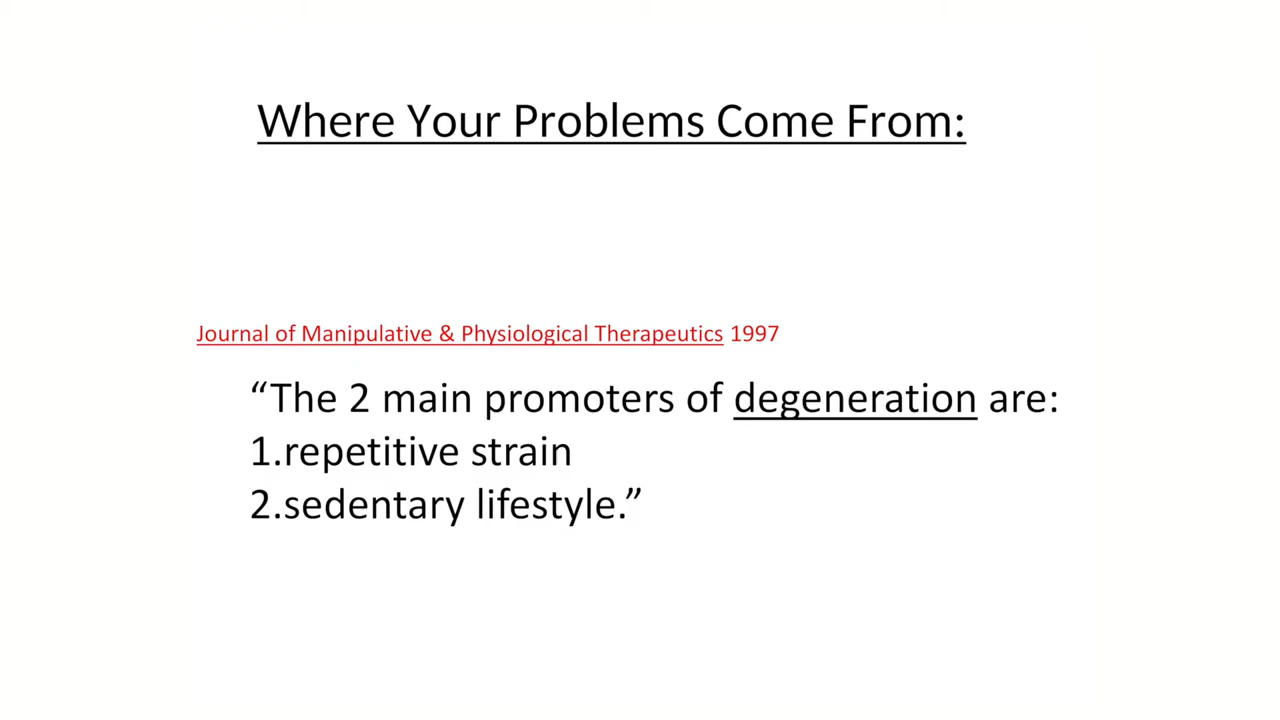 Where Your Problems Come From:
Journal of Manipulative & Physiological Therapeutics 1997
“The 2 main promoters of degeneration are:
1.repetitive strain
2.sedentary lifestyle.”